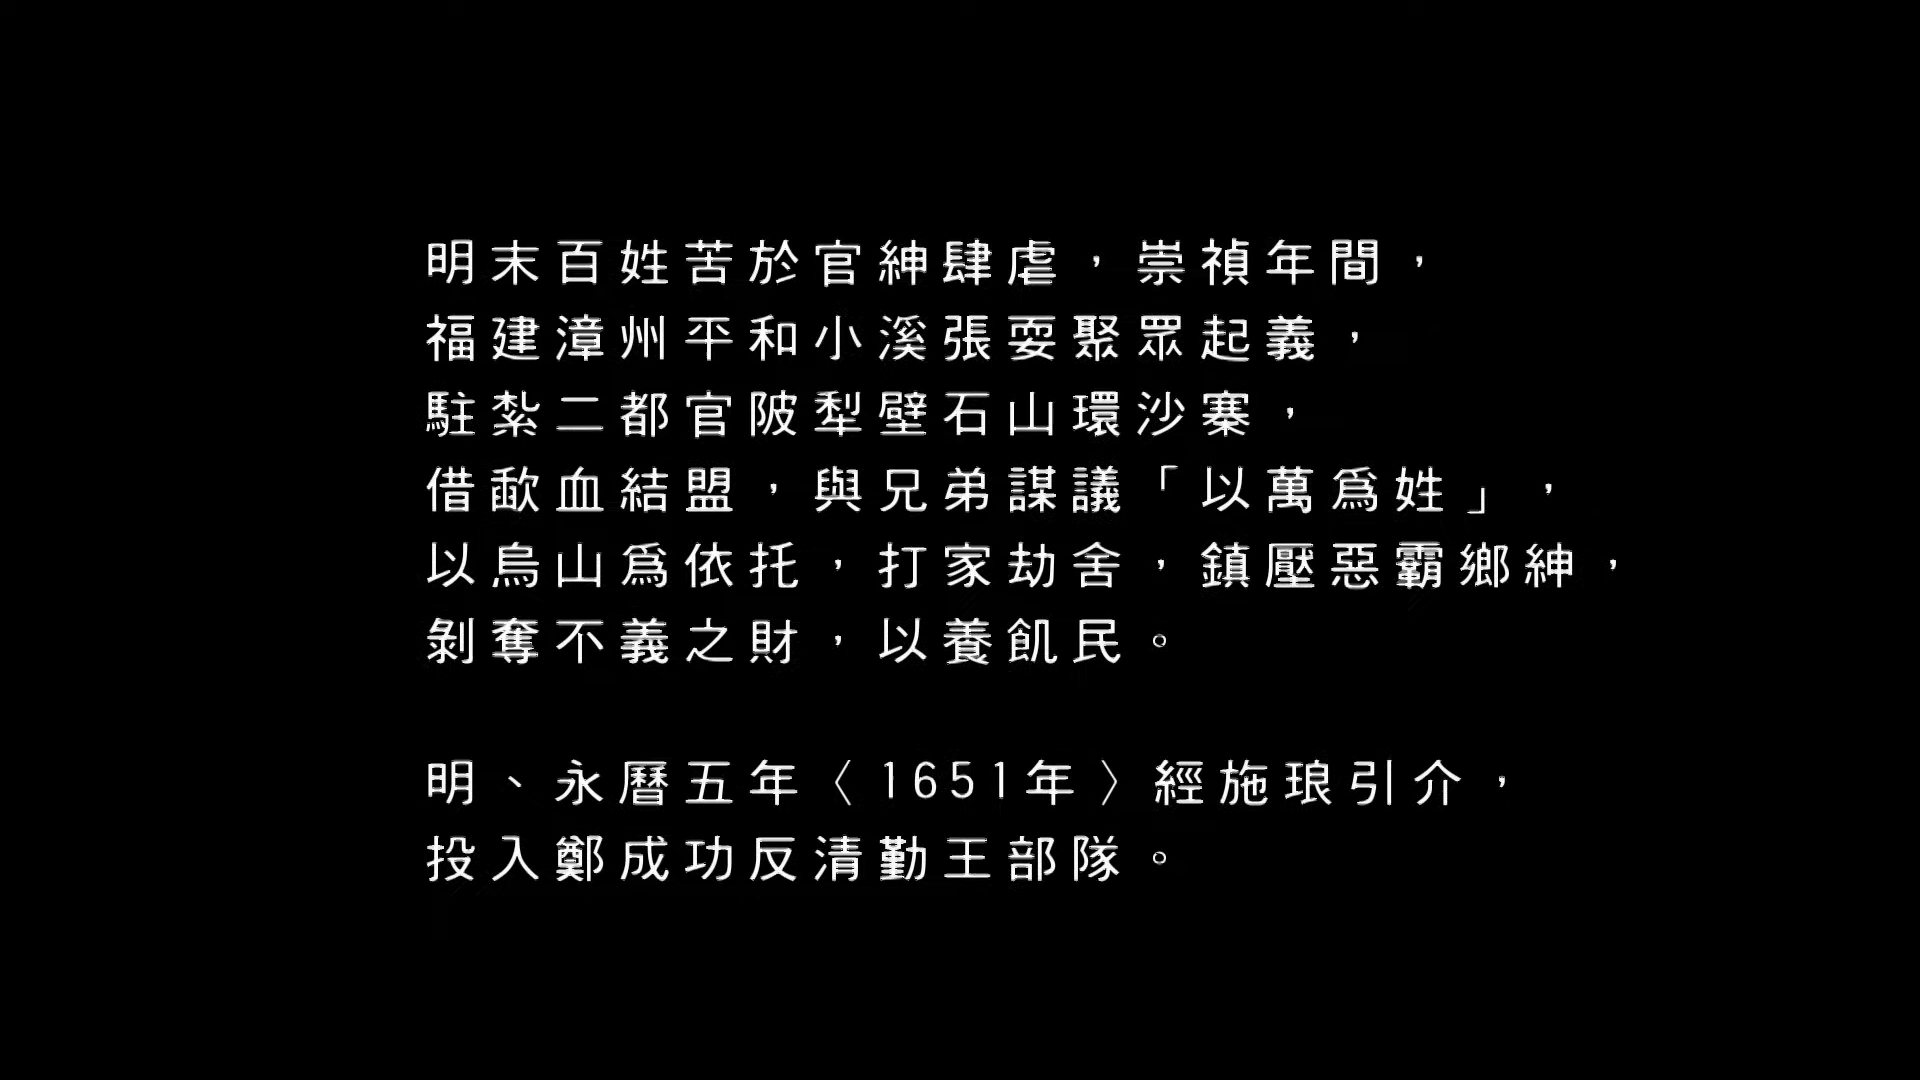 明末百姓苦於官紳肆虐，崇禎年間，
福建漳州平和小溪張耍聚眾起義，
駐紮二都官陂犁壁石山環沙寨，
借歃血結盟，與兄弟謀議「以萬爲姓」，
以烏山爲依托，打家劫舍，鎮壓惡霸鄉紳，
剝奪不義之財，以養飢民。
明、永曆五年〈1651年〉經施琅引介，
投入鄭成功反清勤王部隊。